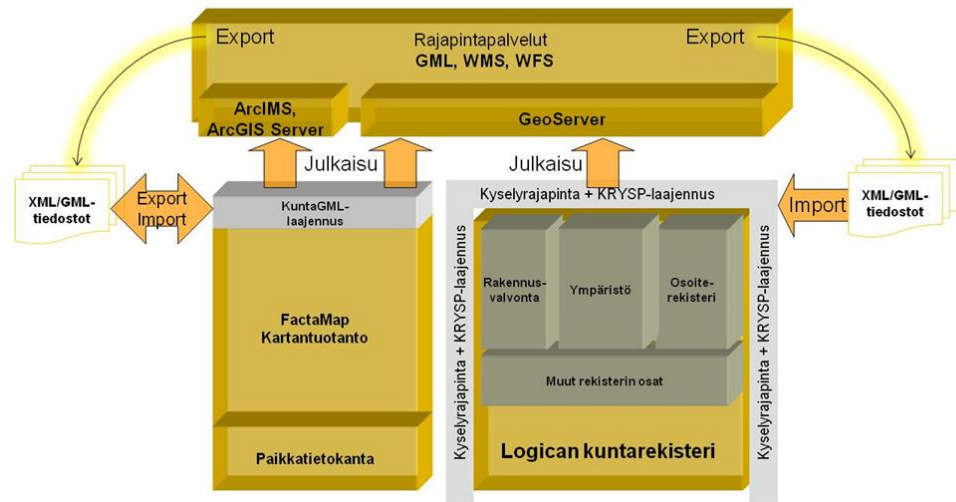 Export
Export
Rajapintapalvelut
GML, WMS, WFS
ArcIMS,
ArcGIS Server
GeoServer
Julkaisu
Julkaisu
XML/GML-
tiedostot
Export
Import
KuntaGML-
laajennus
FactaMap
Kartantuotanto
Paikkatietokanta
Kyselyrajapinta + KRYSP-laajennus
Kyselyrajapinta + KRYSP-laajennus
Rakennus-
valvonta
Ympäristö
Osoite-
rekisteri
Muut rekisterin osat
Logican kuntarekisteri
Kyselyrajapinta + KRYSP-laajennus
Import
XML/GML-
tiedostot